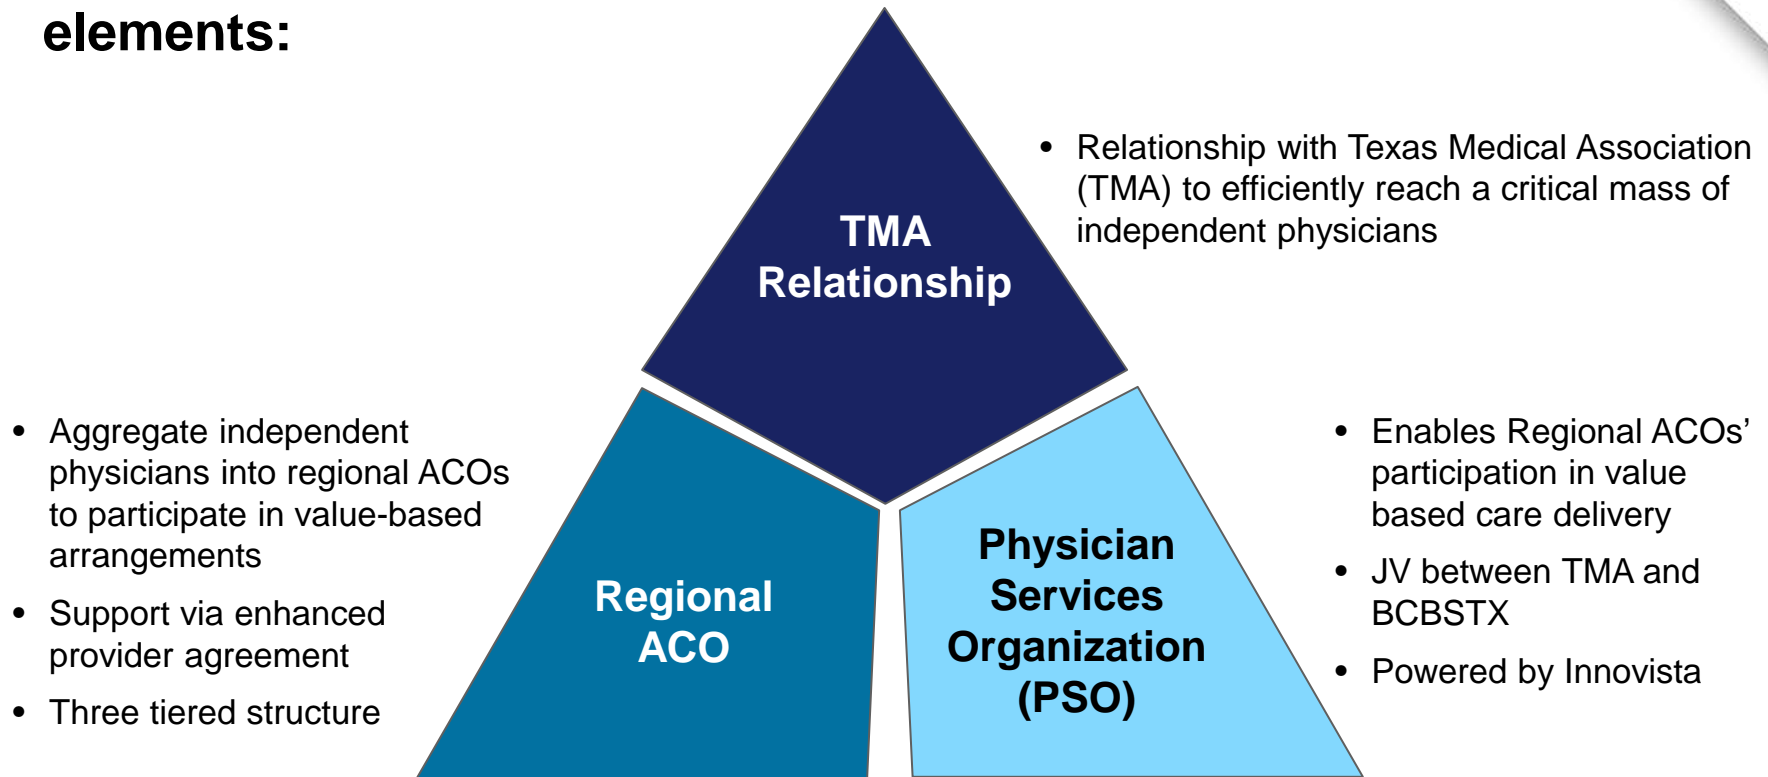 elements:
• Relationship with Texas Medical Association
(TMA) to efficiently reach a critical mass of
independent physicians
TMA
Relationship
• Aggregate independent
physicians into regional ACOs
to participate in value-based
arrangements
• Support via enhanced
provider agreement
• Three tiered structure
Regional
ACO
Physician
Services
Organization
(PSO)
• Enables Regional ACOs’
participation in value
based care delivery
• JV between TMA and
BCBSTX
• Powered by Innovista